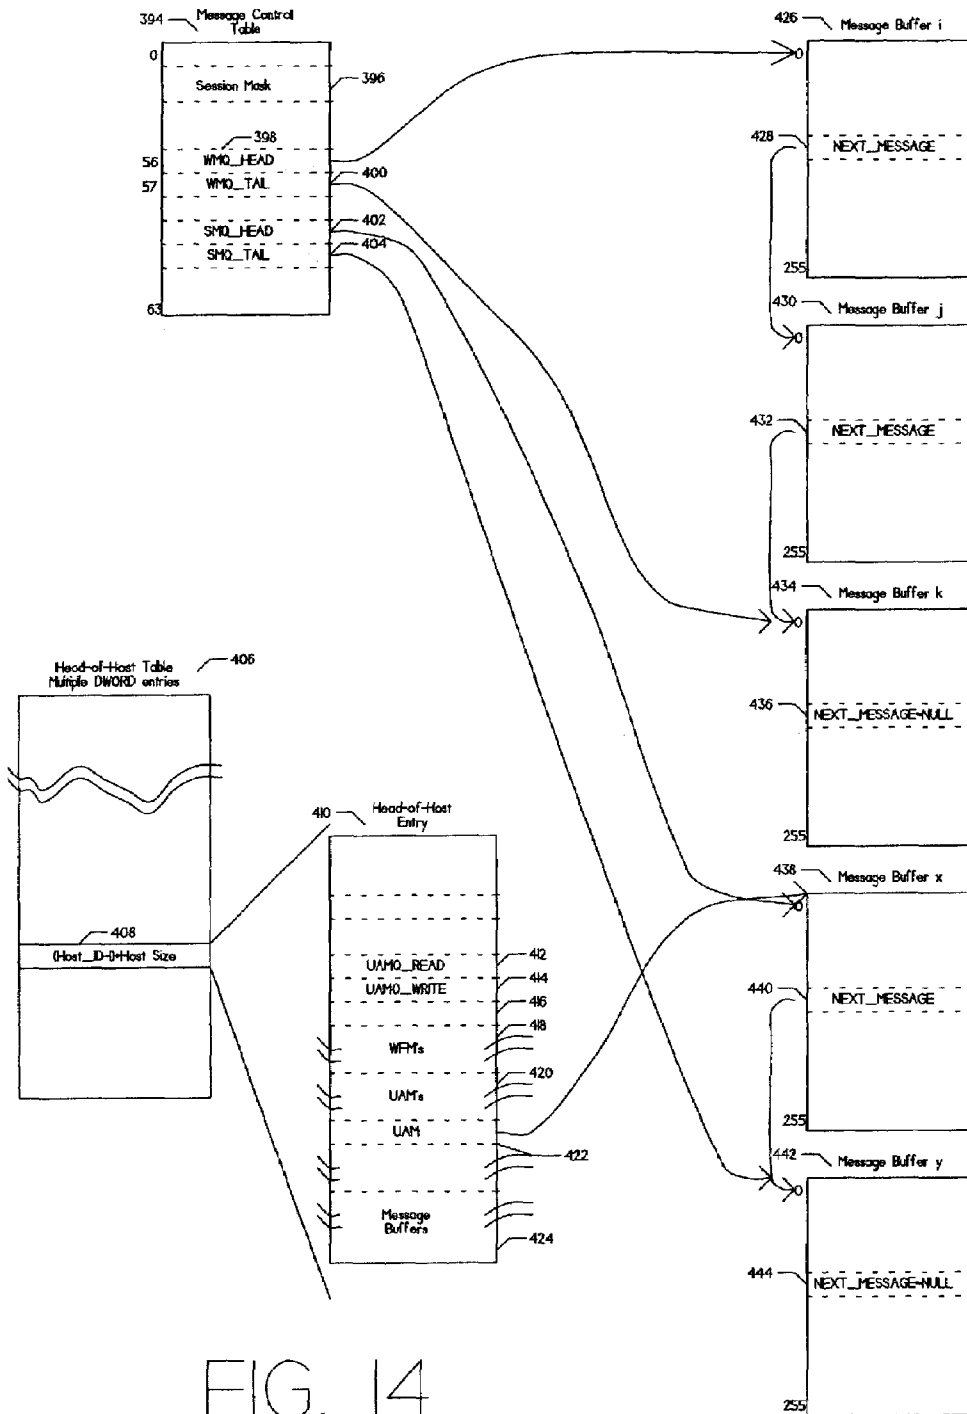 394
Message Control
Table
0
Session Mask
396
398
56
WMQ_HEAD
57
WMQ_TAIL
400
402
SMQ_HEAD
404
SMQ_TAIL
63
426
Message Buffer i
0
428
NEXT_MESSAGE
255
430
Message Buffer j
0
432
NEXT_MESSAGE
255
434
Message Buffer k
0
436
NEXT_MESSAGE=NULL
255
438
Message Buffer x
0
440
NEXT_MESSAGE
255
442
Message Buffer y
0
444
NEXT_MESSAGE=NULL
255
Head-of-Host Table
Multiple DWORD entries
406
408
(Host_ID-1)*Host Size
410
Head-of-Host
Entry
412
UAMQ_READ
414
UAMQ_WRITE
416
418
WFM's
420
UAM's
UAM
422
Message
Buffers
424
FIG. 14